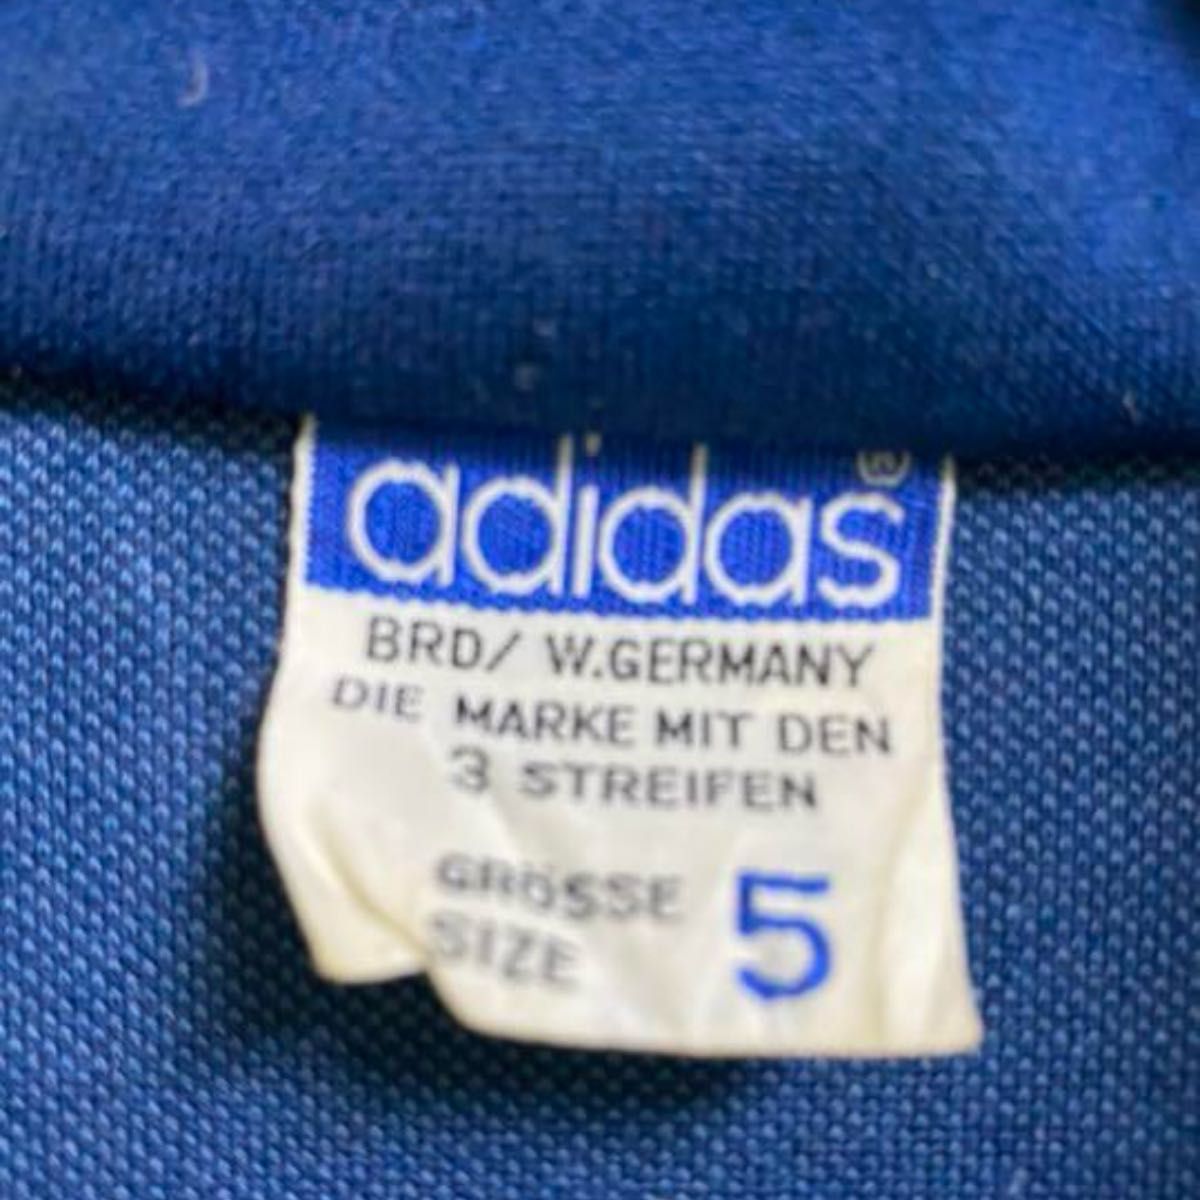 adidas®
BRD/ W.GERMANY
DIE MARKE MIT DEN
3 STREIFEN
GRÖSSE 5
SIZE